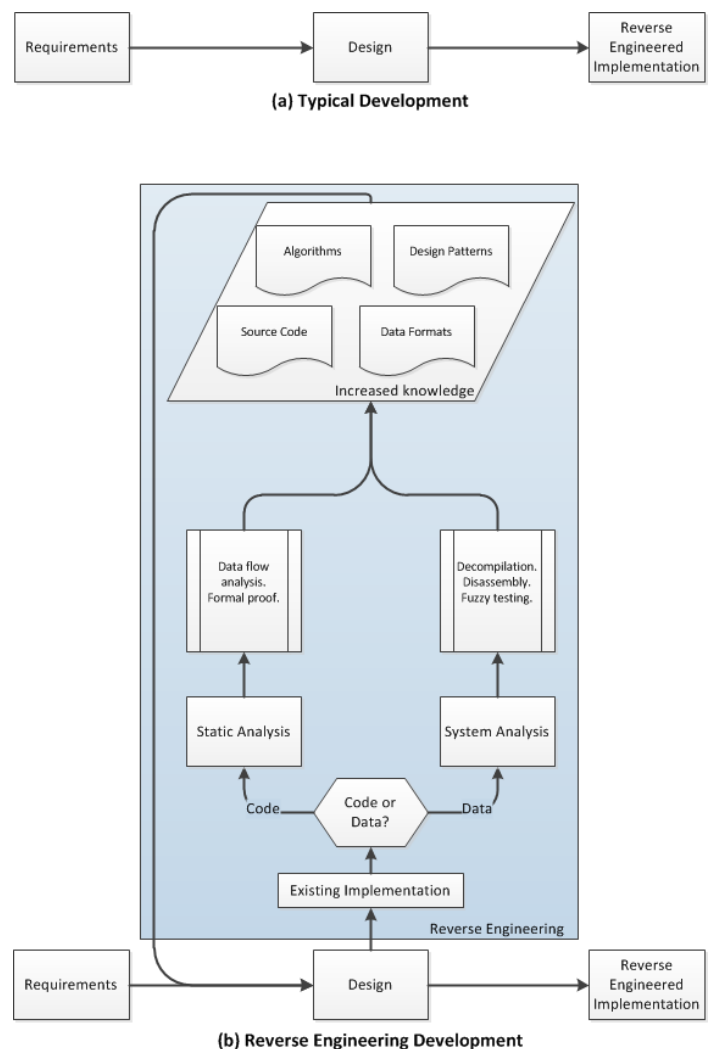 Requirements
Design
Reverse
Engineered
Implementation
(a) Typical Development
Algorithms
Design Patterns
Source Code
Data Formats
Increased knowledge
Data flow
analysis.
Formal proof.
Decompilation.
Disassembly.
Fuzzy testing.
Static Analysis
System Analysis
Code
Code or
Data?
Data
Existing Implementation
Reverse Engineering
Requirements
Design
Reverse
Engineered
Implementation
(b) Reverse Engineering Development